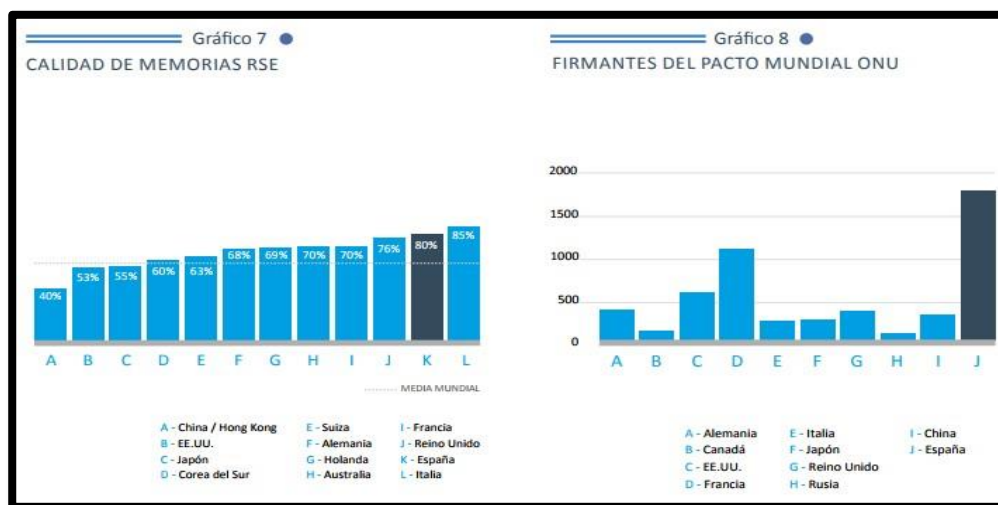 Gráfico 7
CALIDAD DE MEMORIAS RSE
40%
53%
55%
60%
63%
68%
69%
70%
70%
76%
80%
85%
A
B
C
D
E
F
G
H
I
J
K
L
MEDIA MUNDIAL
A - China / Hong Kong
B - EE.UU.
C - Japón
D - Corea del Sur
E - Suiza
F - Alemania
G - Holanda
H - Australia
I - Francia
J - Reino Unido
K - España
L - Italia
Gráfico 8
FIRMANTES DEL PACTO MUNDIAL ONU
2000
1500
1000
500
0
A
B
C
D
E
F
G
H
I
J
A - Alemania
B - Canadá
C - EE.UU.
D - Francia
E - Italia
F - Japón
G - Reino Unido
H - Rusia
I - China
J - España